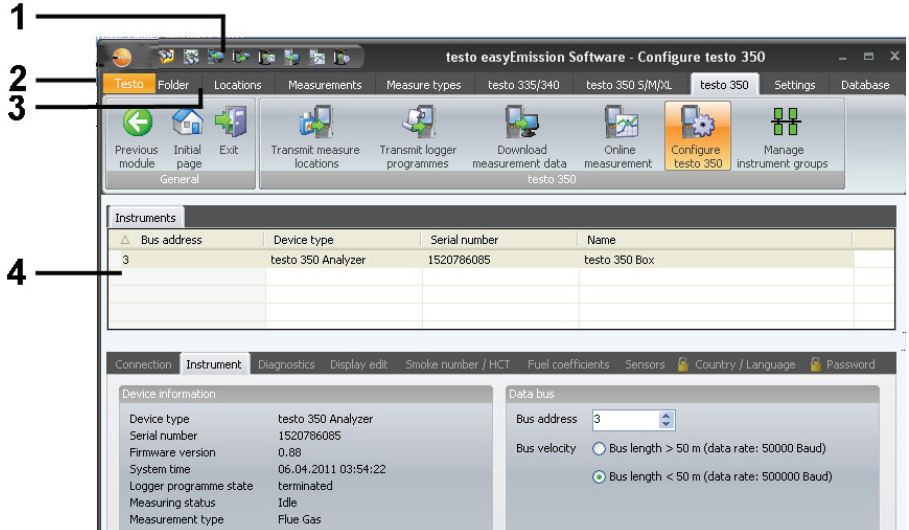 1
testo easyEmission Software - Configure testo 350
2
Testo Folder Locations Measurements Measure types testo 335/340 testo 350 S/M/XL testo 350 Settings Database
3
Previous module Initial page Exit Transmit measure locations Transmit logger programmes Download measurement data Online measurement Configure testo 350 Manage instrument groups
General testo 350
Instruments
Bus address Device type Serial number Name
4
3 testo 350 Analyzer 1520786085 testo 350 Box
Connection Instrument Diagnostics Display edit Smoke number / HCT Fuel coefficients Sensors Country / Language Password
Device information Data bus
Device type testo 350 Analyzer Bus address 3
Serial number 1520786085
Firmware version 0.88 Bus velocity Bus length > 50 m (data rate: 50000 Baud)
System time 06.04.2011 03:54:22
Logger programme state terminated Bus length < 50 m (data rate: 500000 Baud)
Measuring status Idle
Measurement type Flue Gas